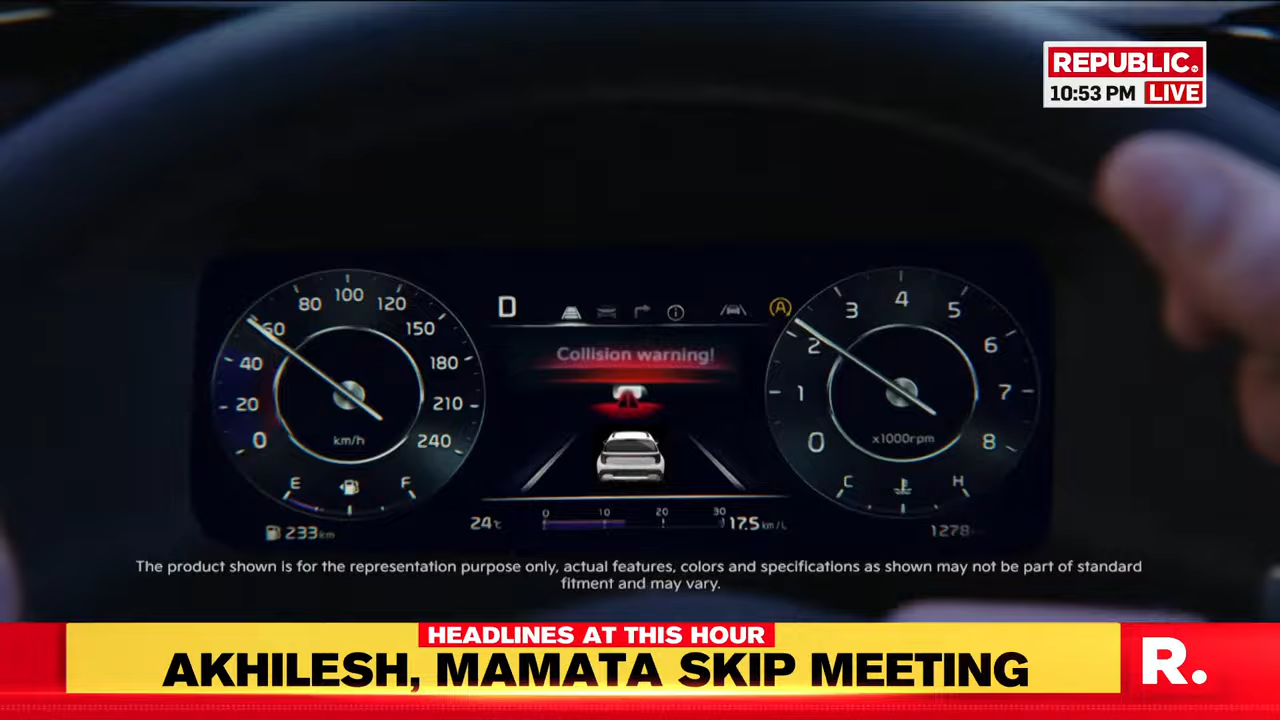 REPUBLIC.
10:53 PM LIVE
80 100 120
60 150
40 180
20 210
0 km/h 240
E F
233km
D
Collision warning!
24°c
0 10 20 30
17.5 km/L
3 4 5
2 6
1 7
0 x1000rpm 8
C H
1278
The product shown is for the representation purpose only, actual features, colors and specifications as shown may not be part of standard
fitment and may vary.
HEADLINES AT THIS HOUR
AKHILESH, MAMATA SKIP MEETING
R.